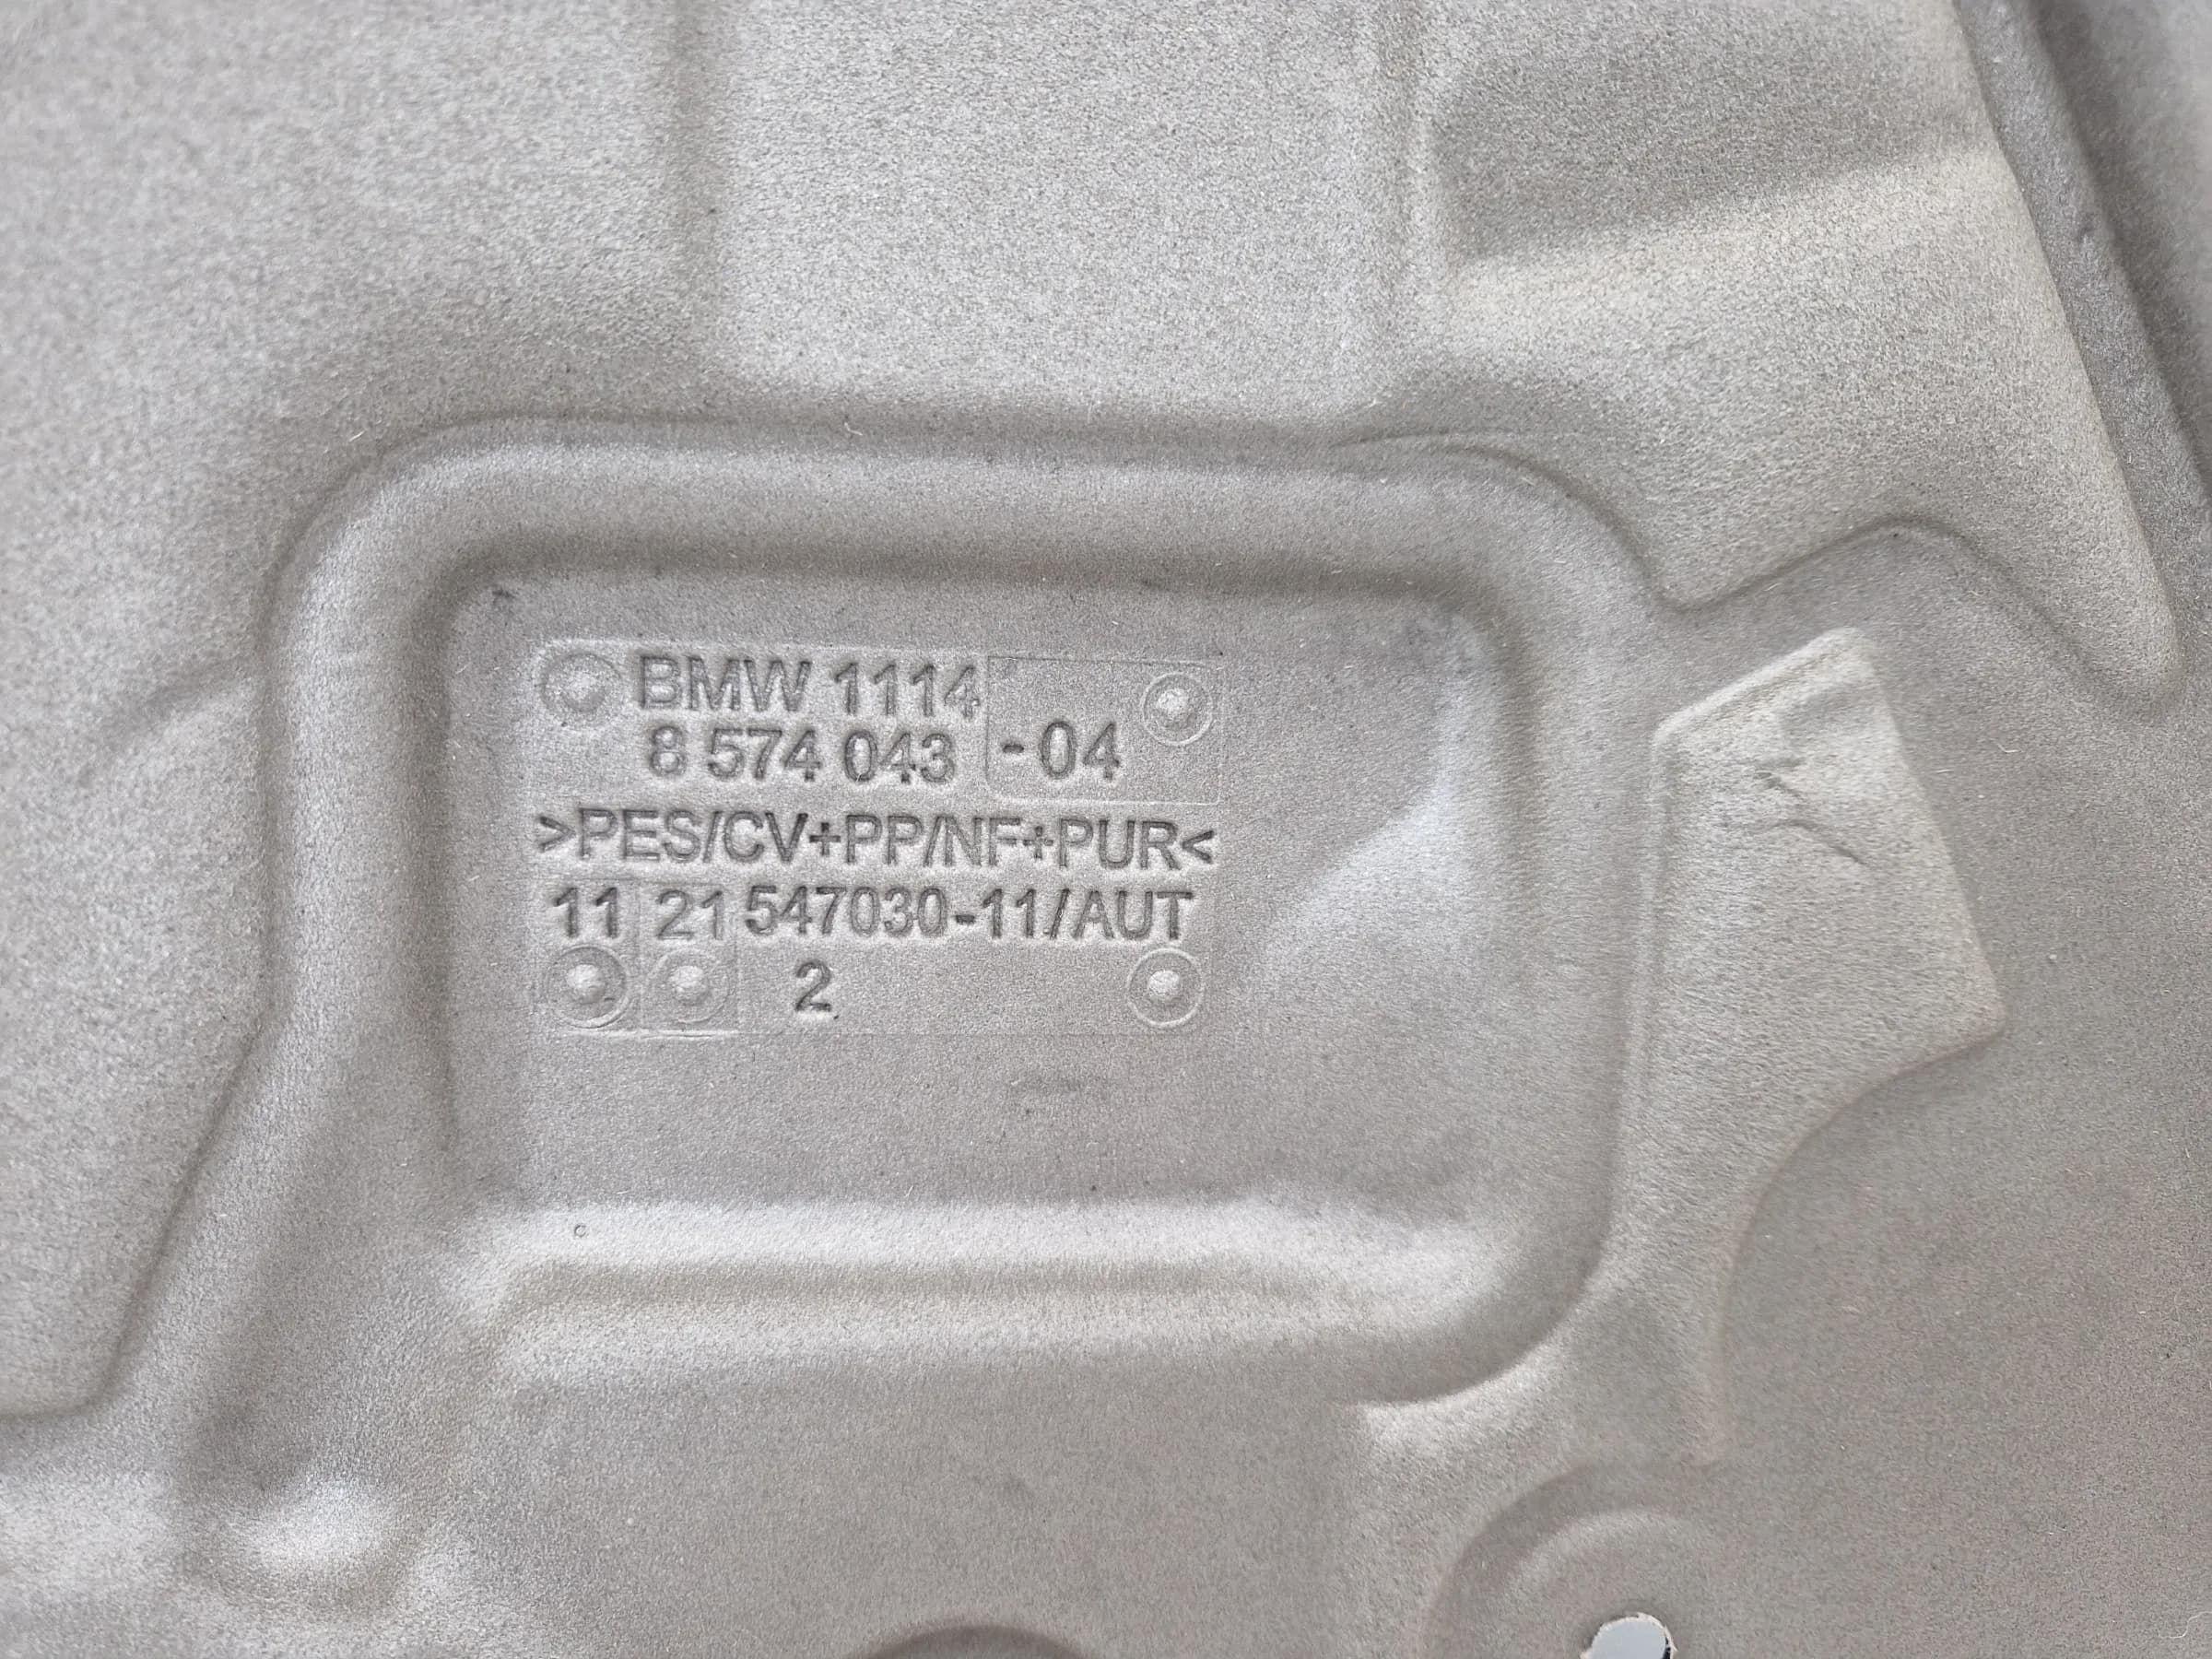 BMW 1114
8 574 043 -04
>PES/CV+PP/NF+PUR<
11 21 547030-11/AUT
2